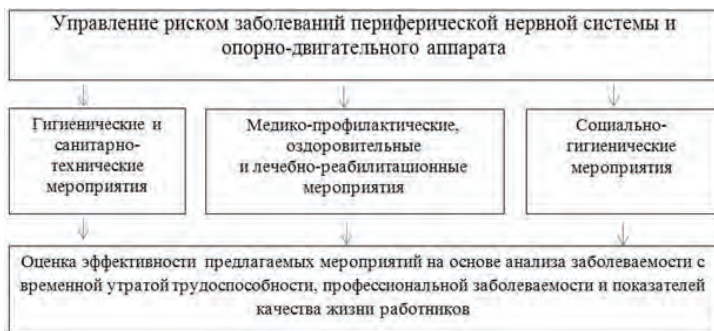 Управление риском заболеваний периферической нервной системы и
опорно-двигательного аппарата
Гигиенические и
санитарно-
технические
мероприятия
Медико-профилактические,
оздоровительные
и лечебно-реабилитационные
мероприятия
Социально-
гигиенические
мероприятия
Оценка эффективности предлагаемых мероприятий на основе анализа заболеваемости с
временной утратой трудоспособности, профессиональной заболеваемости и показателей
качества жизни работников